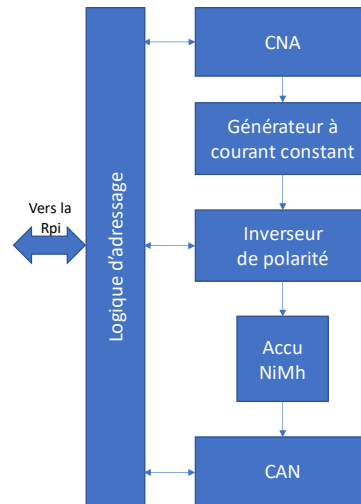 CNA
Générateur à
courant constant
Vers la
Rpi
Logique d'adressage
Inverseur
de polarité
Accu
NiMh
CAN